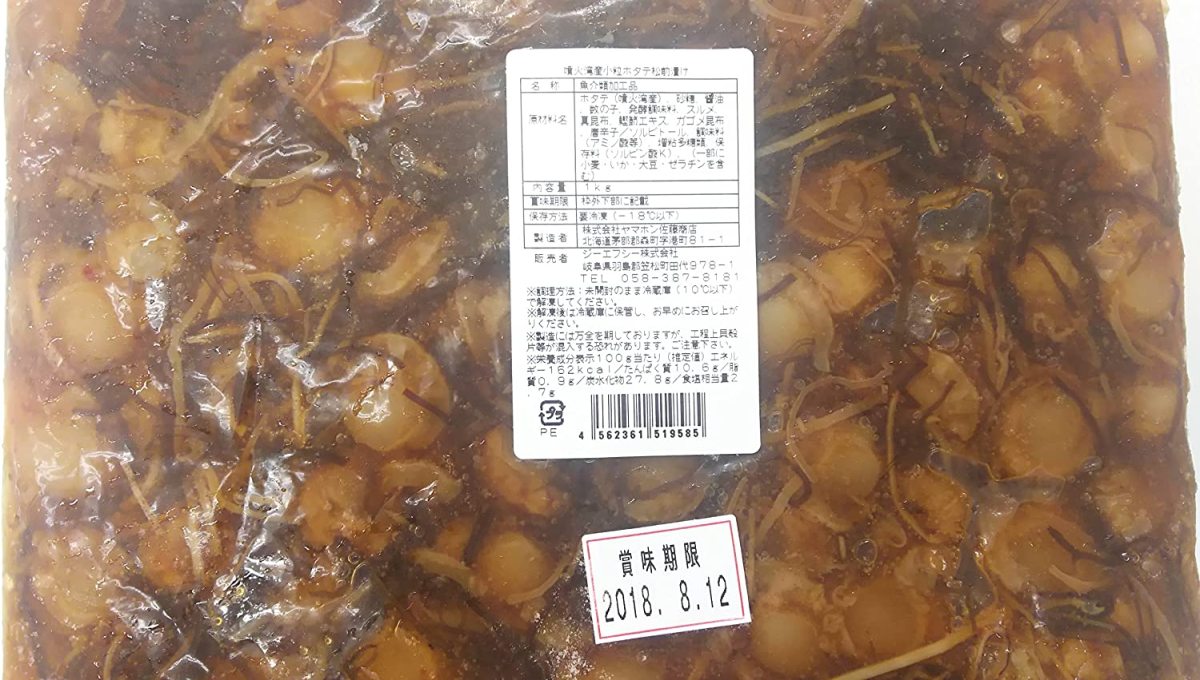 噴火湾産小粒ホタテ松前漬け
名 称 魚介類加工品
原材料名 ホタテ（噴火湾産）、砂糖、醤油
、数の子、発酵調味料、スルメ、
真昆布、鰹節エキス、ガゴメ昆布
、唐辛子／ソルビトール、調味料
（アミノ酸等）、増粘多糖類、保
存料（ソルビン酸Ｋ）、（一部に
小麦・いか・大豆・ゼラチンを含
む）
内容量 １ｋｇ
賞味期限 枠外下部に記載
保存方法 要冷凍（－１８℃以下）
製造者 株式会社ヤマホン佐藤商店
北海道茅部郡森町字港町８１－１
販売者 ジーエフシー株式会社
岐阜県羽島郡笠松町田代９７８－１
ＴＥＬ ０５８－３８７－８１８１
※調理方法：未開封のまま冷蔵庫（１０℃以下）
で解凍してください。
※解凍後は冷蔵庫に保管し、お早めにお召し上が
りください。
※製造には万全を期しておりますが、工程上貝殻
片等が混入する恐れがあります。ご注意下さい。
※栄養成分表示１００ｇ当たり（推定値）エネル
ギー１６２ｋｃａｌ／たんぱく質１０．６ｇ／脂
質０．９ｇ／炭水化物２７．８ｇ／食塩相当量２
．７ｇ
プラ
ＰＥ
4 562361 519585
賞味期限
2018. 8.12